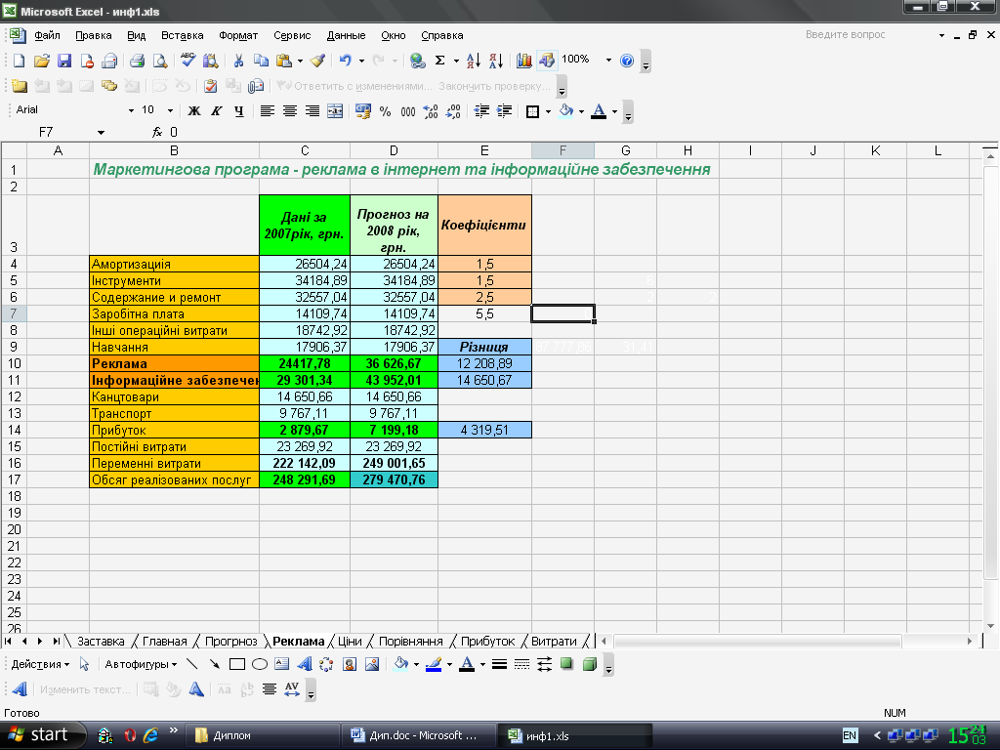 Microsoft Excel - инф1.xls
Файл Правка Вид Вставка Формат Сервис Данные Окно Справка Введите вопрос
100%
Ответить с изменениями... Закончить проверку...
Arial 10 Ж К Ч % 000
F7 fx 0
A B C D E F G H I J K L
1 Маркетингова програма - реклама в інтернет та інформаційне забезпечення
2
3 Дані за 2007рік, грн. Прогноз на 2008 рік, грн. Коефіцієнти
4 Амортизація 26504,24 26504,24 1,5
5 Інструменти 34184,89 34184,89 1,5 6
6 Содержание и ремонт 32557,04 32557,04 2,5 2
7 Заробітна плата 14109,74 14109,74 5,5
8 Інші операційні витрати 18742,92 18742,92
9 Навчання 17906,37 17906,37 Різниця 87 777,86 31,41
10 Реклама 24417,78 36 626,67 12 208,89
11 Інформаційне забезпечен 29 301,34 43 952,01 14 650,67
12 Канцтовари 14 650,66 14 650,66
13 Транспорт 9 767,11 9 767,11
14 Прибуток 2 879,67 7 199,18 4 319,51
15 Постійні витрати 23 269,92 23 269,92
16 Переменні витрати 222 142,09 249 001,65
17 Обсяг реалізованих послуг 248 291,69 279 470,76
18
19
20
21
22
23
24
25
26
Заставка Главная Прогрноз Реклама Ціни Порівняння Прибуток Витрати
Действия Автофигуры
Изменить текст...
Готово NUM
start Диплом Дип.doc - Microsoft ... инф1.xls EN 15 24 03